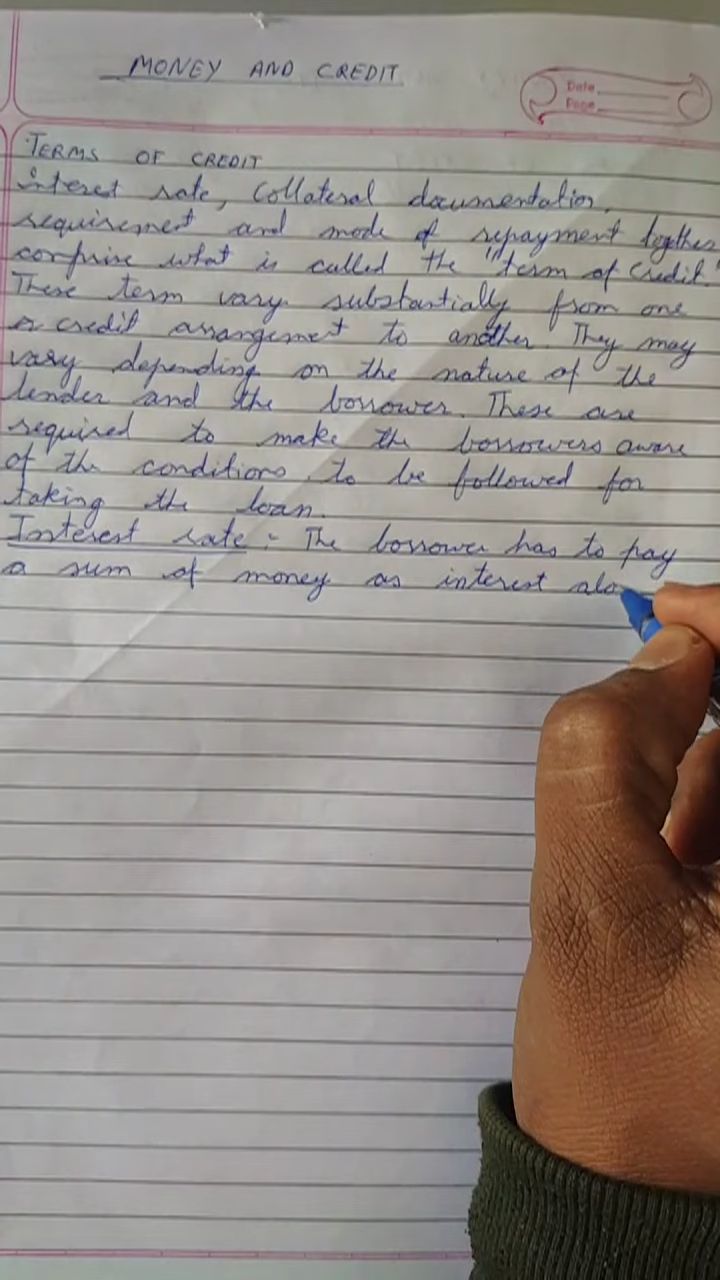 MONEY AND CREDIT
Date
Page
TERMS OF CREDIT
Interest rate, Collateral documentation,
requirement and mode of repayment together
comprise what is called the "term of Credit."
These term vary substantially from one
a credit arrangement to another. They may
vary depending on the nature of the
lender and the borrower. These are
required to make the borrowers aware
of the conditions to be followed for
taking the loan.
Interest rate :- The borrower has to pay
a sum of money as interest alo